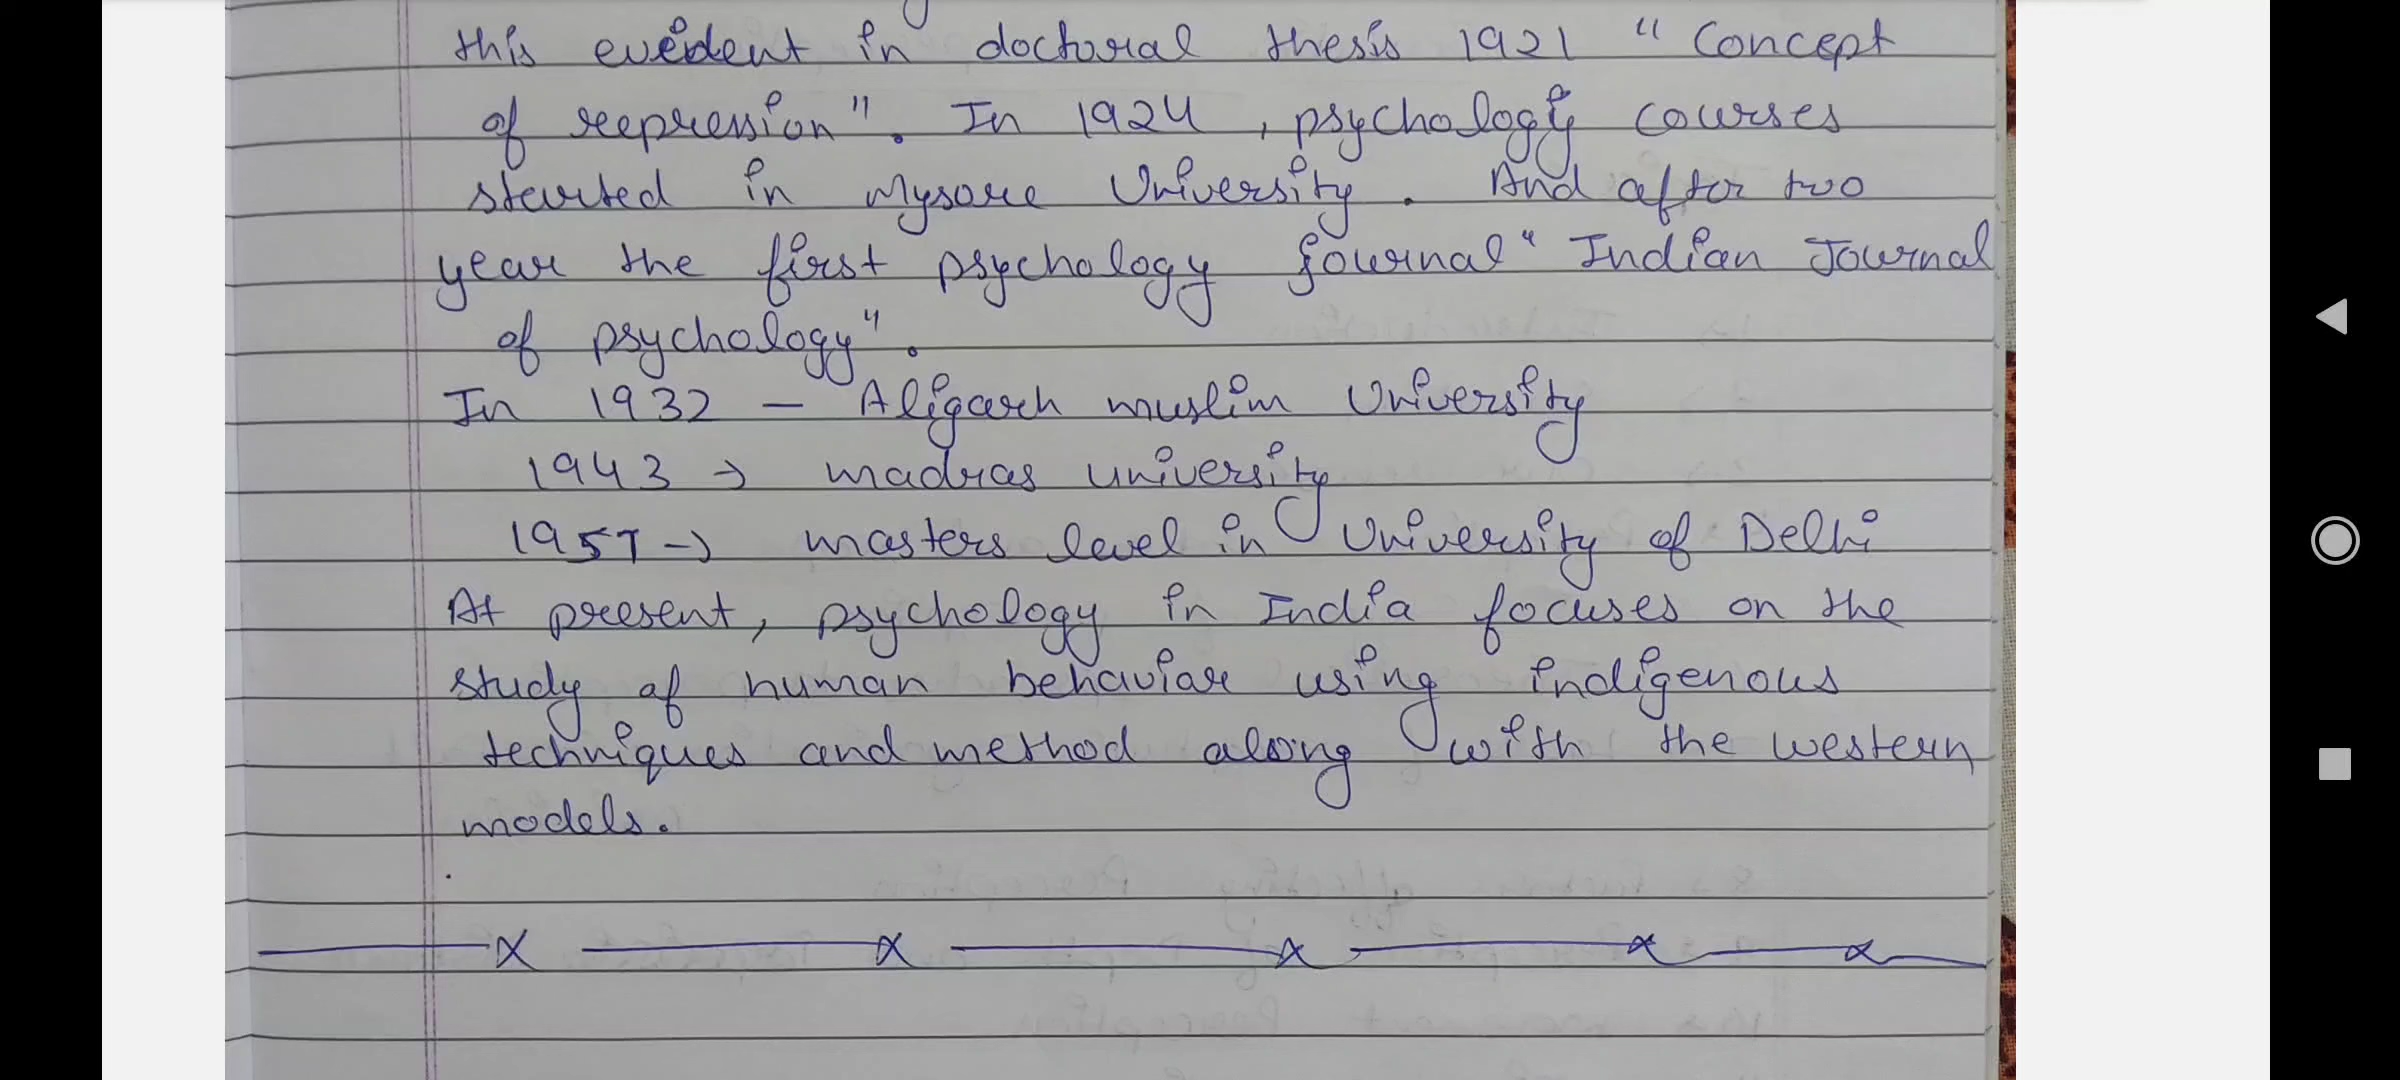 this evident in doctoral thesis 1921 "Concept
of repression". In 1924, psychology courses
started in Mysore University. And after two
year the first psychology journal "Indian Journal
of psychology".
In 1932 - Aligarh muslim University
1943 → madras university
1957 → masters level in University of Delhi
At present, psychology in India focuses on the
study of human behavior using indigenous
techniques and method along with the western
models.